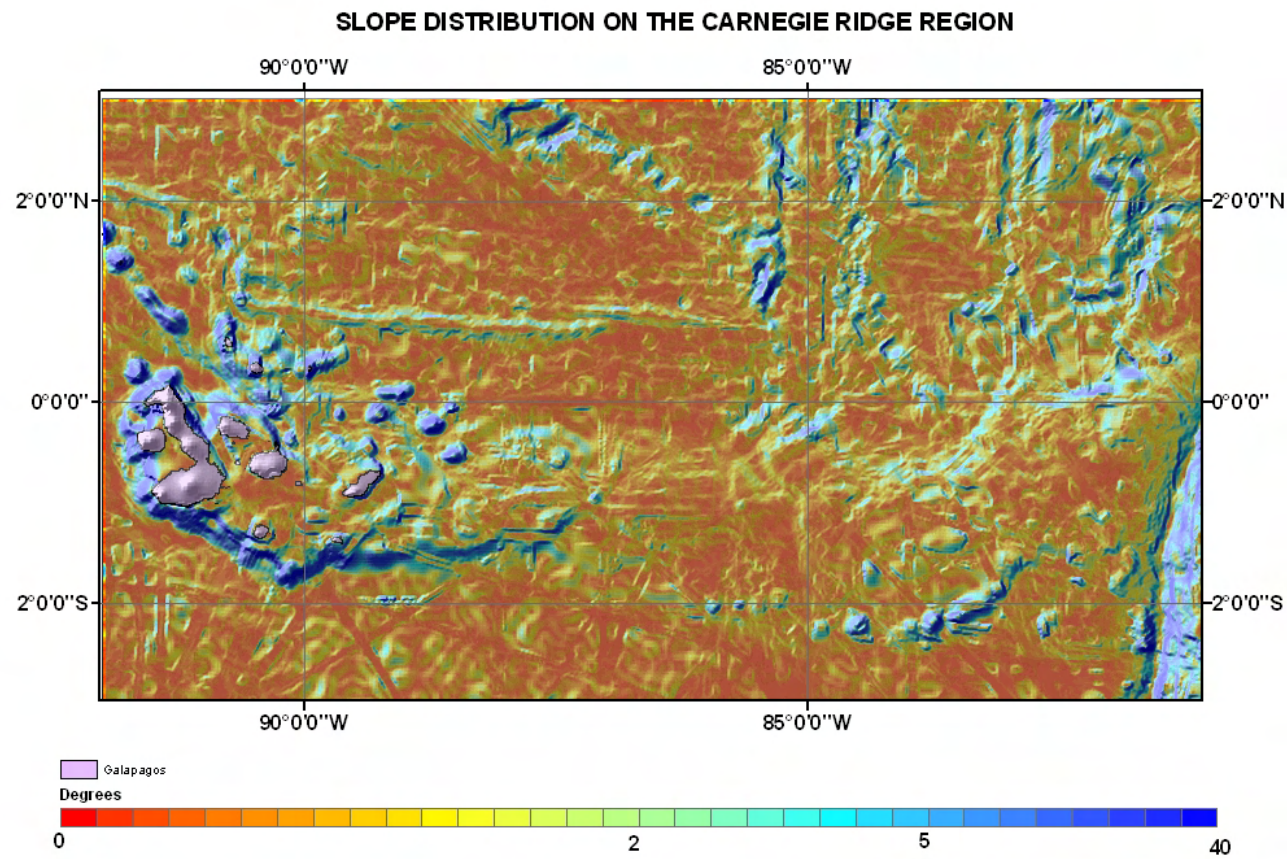 SLOPE DISTRIBUTION ON THE CARNEGIE RIDGE REGION
90°0'0"W 85°0'0"W
2°0'0"N 2°0'0"N
0°0'0" 0°0'0"
2°0'0"S 2°0'0"S
90°0'0"W 85°0'0"W
Galapagos
Degrees
0 2 5 40